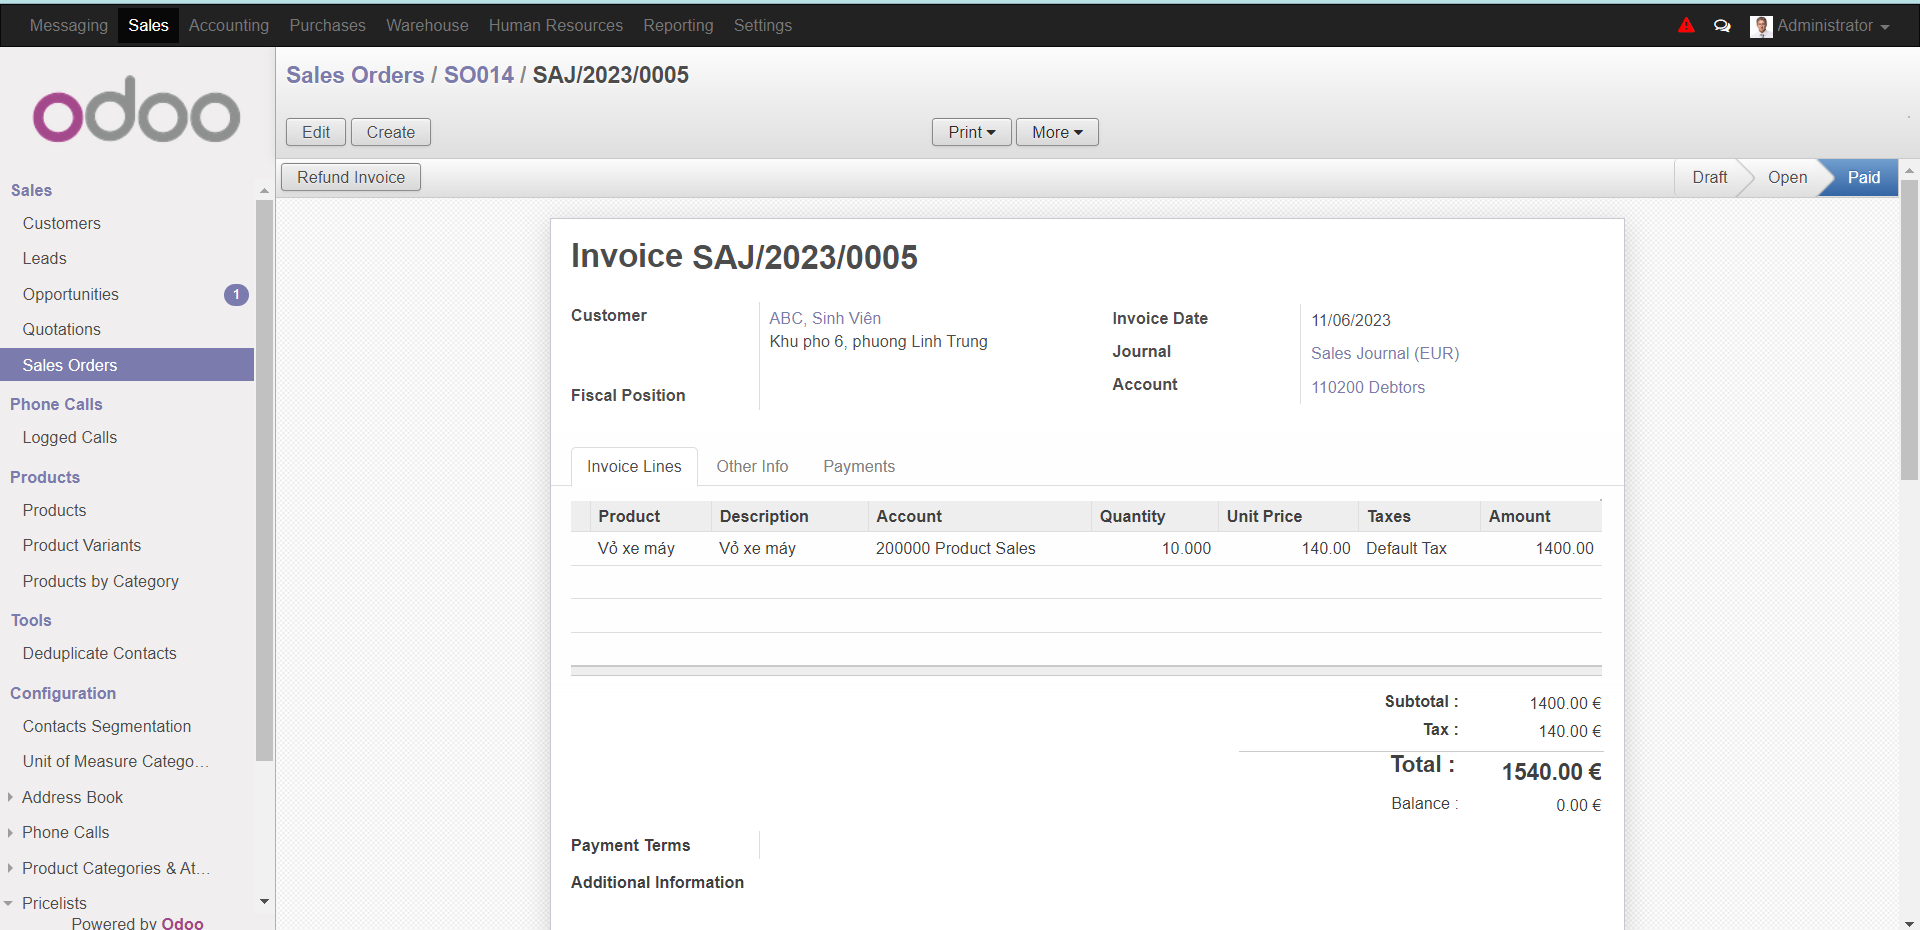 Messaging Sales Accounting Purchases Warehouse Human Resources Reporting Settings Administrator
odoo
Sales
Customers
Leads
Opportunities 1
Quotations
Sales Orders
Phone Calls
Logged Calls
Products
Products
Product Variants
Products by Category
Tools
Deduplicate Contacts
Configuration
Contacts Segmentation
Unit of Measure Catego…
Address Book
Phone Calls
Product Categories & At…
Pricelists
Powered by Odoo
Sales Orders / SO014 / SAJ/2023/0005
Edit Create Print More
Refund Invoice Draft Open Paid
Invoice SAJ/2023/0005
Customer ABC, Sinh Viên
Khu pho 6, phuong Linh Trung
Fiscal Position
Invoice Date 11/06/2023
Journal Sales Journal (EUR)
Account 110200 Debtors
Invoice Lines Other Info Payments
Product Description Account Quantity Unit Price Taxes Amount
Vỏ xe máy Vỏ xe máy 200000 Product Sales 10.000 140.00 Default Tax 1400.00
Subtotal : 1400.00 €
Tax : 140.00 €
Total : 1540.00 €
Balance : 0.00 €
Payment Terms
Additional Information